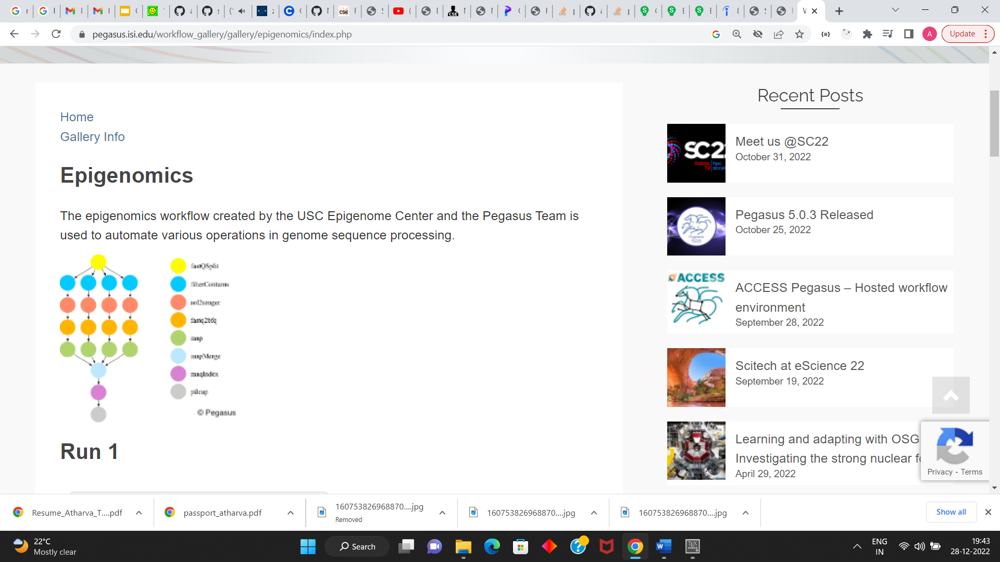 pegasus.isi.edu/workflow_gallery/gallery/epigenomics/index.php
A
Update
Home
Gallery Info
Epigenomics
The epigenomics workflow created by the USC Epigenome Center and the Pegasus Team is
used to automate various operations in genome sequence processing.
fastQSplit
filterContams
sol2sanger
fastq2bfq
map
mapMerge
maqIndex
pileup
© Pegasus
Run 1
Recent Posts
SC22
Meet us @SC22
October 31, 2022
Pegasus 5.0.3 Released
October 25, 2022
ACCESS
ACCESS Pegasus – Hosted workflow
environment
September 28, 2022
Scitech at eScience 22
September 19, 2022
Learning and adapting with OSG
Investigating the strong nuclear fo
April 29, 2022
Privacy - Terms
Resume_Atharva_T....pdf
passport_atharva.pdf
160753826968870....jpg
Removed
160753826968870....jpg
160753826968870....jpg
Show all
22°C
Mostly clear
Search
ENG
IN
19:43
28-12-2022